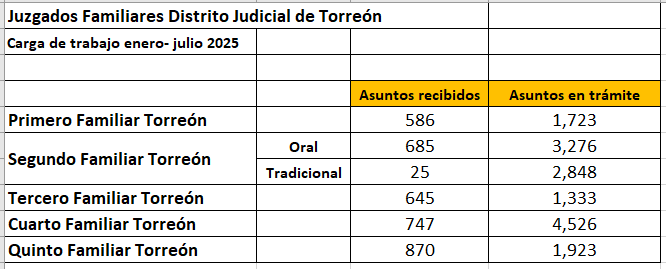 Juzgados Familiares Distrito Judicial de Torreón
Carga de trabajo enero- julio 2025
Asuntos recibidos Asuntos en trámite
Primero Familiar Torreón 586 1,723
Segundo Familiar Torreón Oral 685 3,276
Tradicional 25 2,848
Tercero Familiar Torreón 645 1,333
Cuarto Familiar Torreón 747 4,526
Quinto Familiar Torreón 870 1,923